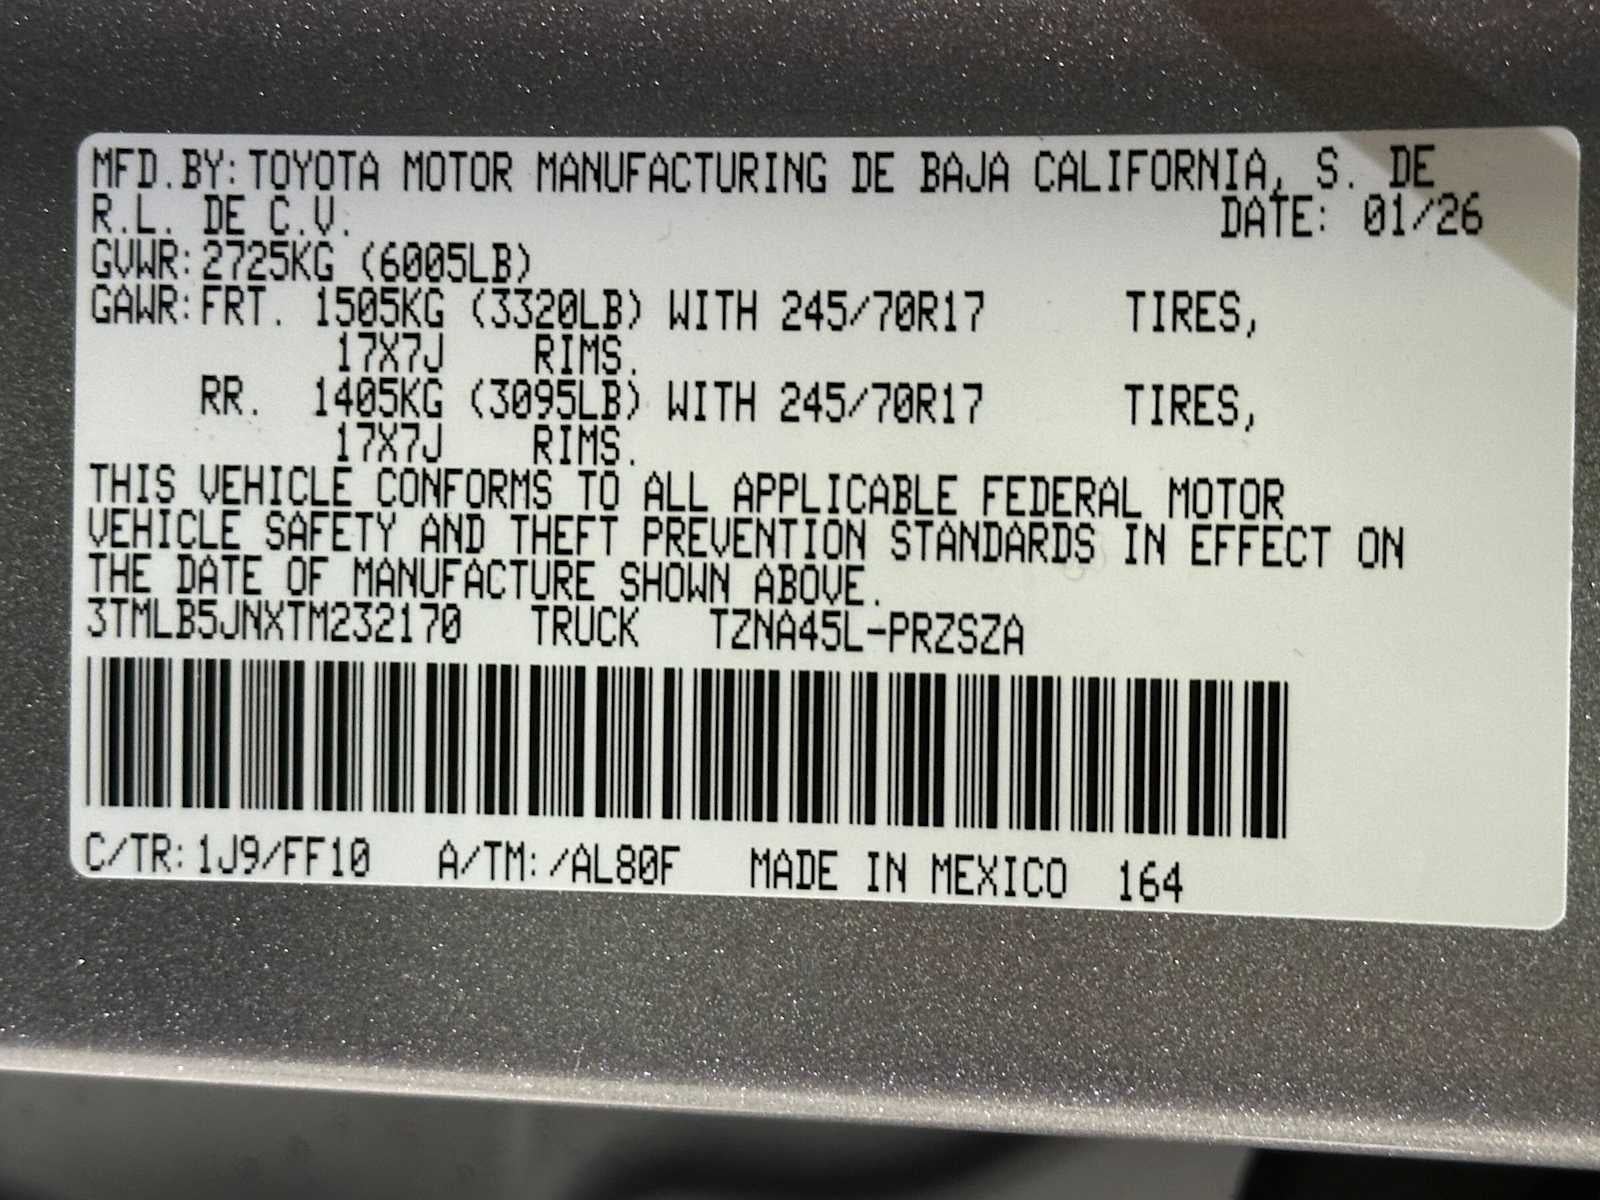 MFD.BY:TOYOTA MOTOR MANUFACTURING DE BAJA CALIFORNIA, S. DE
R.L. DE C.V. DATE: 01/26
GVWR:2725KG (6005LB)
GAWR:FRT. 1505KG (3320LB) WITH 245/70R17 TIRES,
17X7J RIMS.
RR. 1405KG (3095LB) WITH 245/70R17 TIRES,
17X7J RIMS.
THIS VEHICLE CONFORMS TO ALL APPLICABLE FEDERAL MOTOR
VEHICLE SAFETY AND THEFT PREVENTION STANDARDS IN EFFECT ON
THE DATE OF MANUFACTURE SHOWN ABOVE.
3TMLB5JNXTM232170 TRUCK TZNA45L-PRZSZA
C/TR:1J9/FF10 A/TM:/AL80F MADE IN MEXICO 164